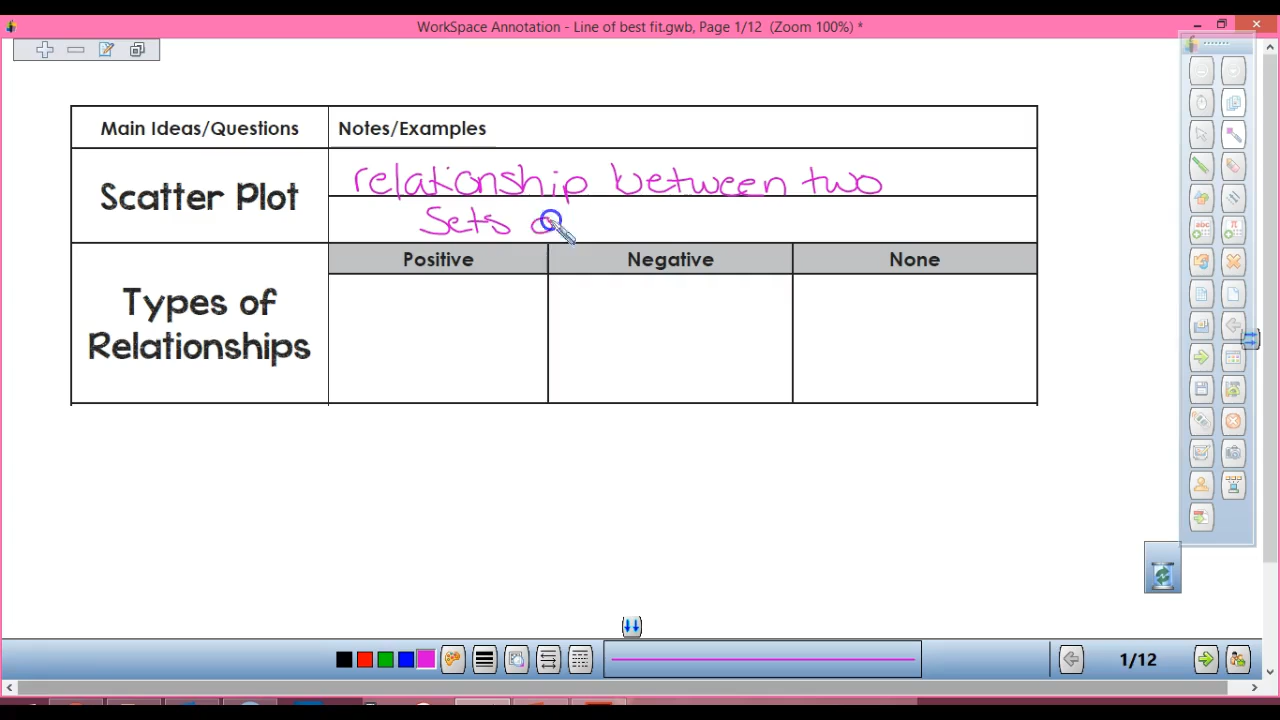 WorkSpace Annotation - Line of best fit.gwb, Page 1/12 (Zoom 100%) *
Main Ideas/Questions Notes/Examples
Scatter Plot
relationship between two
Sets o
Positive Negative None
Types of
Relationships
1/12